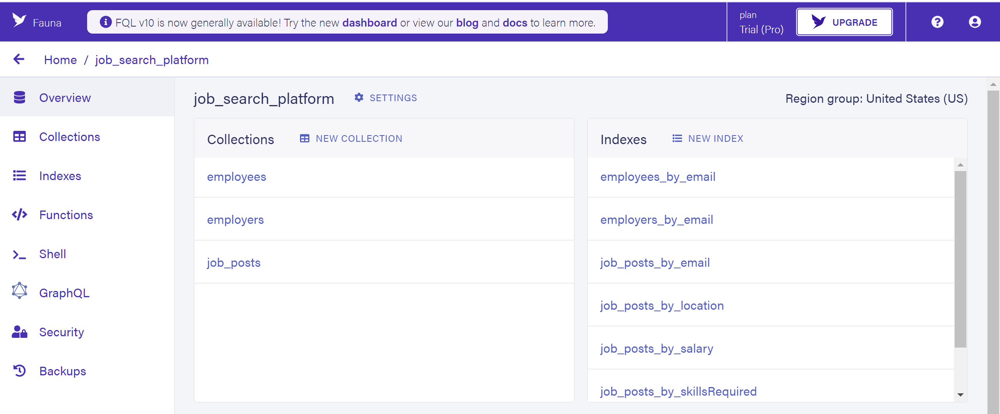 Fauna
FQL v10 is now generally available! Try the new dashboard or view our blog and docs to learn more.
plan
Trial (Pro)
UPGRADE
Home / job_search_platform
Overview
Collections
Indexes
Functions
Shell
GraphQL
Security
Backups
job_search_platform
SETTINGS
Region group: United States (US)
Collections
NEW COLLECTION
employees
employers
job_posts
Indexes
NEW INDEX
employees_by_email
employers_by_email
job_posts_by_email
job_posts_by_location
job_posts_by_salary
job_posts_by_skillsRequired